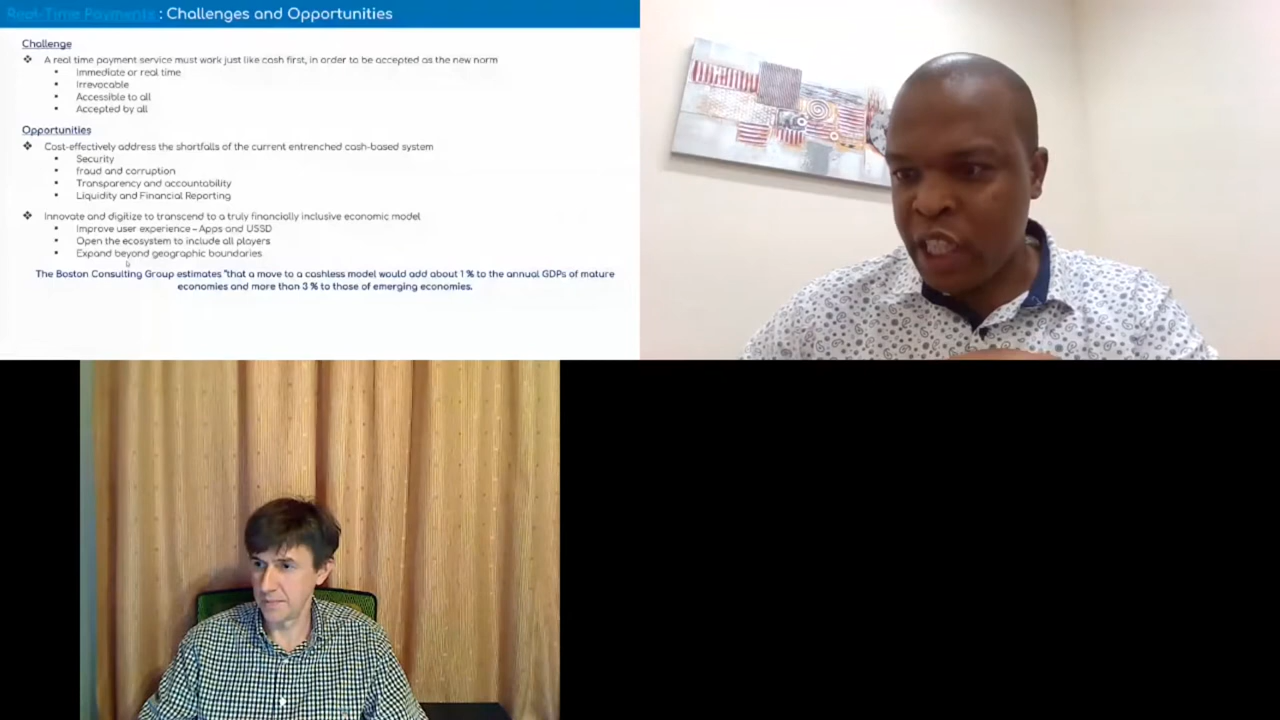 Real-Time Payments : Challenges and Opportunities
Challenge
❖ A real time payment service must work just like cash first, in order to be accepted as the new norm
▪ Immediate or real time
▪ Irrevocable
▪ Accessible to all
▪ Accepted by all
Opportunities
❖ Cost-effectively address the shortfalls of the current entrenched cash-based system
▪ Security
▪ fraud and corruption
▪ Transparency and accountability
▪ Liquidity and Financial Reporting
❖ Innovate and digitize to transcend to a truly financially inclusive economic model
▪ Improve user experience – Apps and USSD
▪ Open the ecosystem to include all players
▪ Expand beyond geographic boundaries
The Boston Consulting Group estimates "that a move to a cashless model would add about 1 % to the annual GDPs of mature
economies and more than 3 % to those of emerging economies.